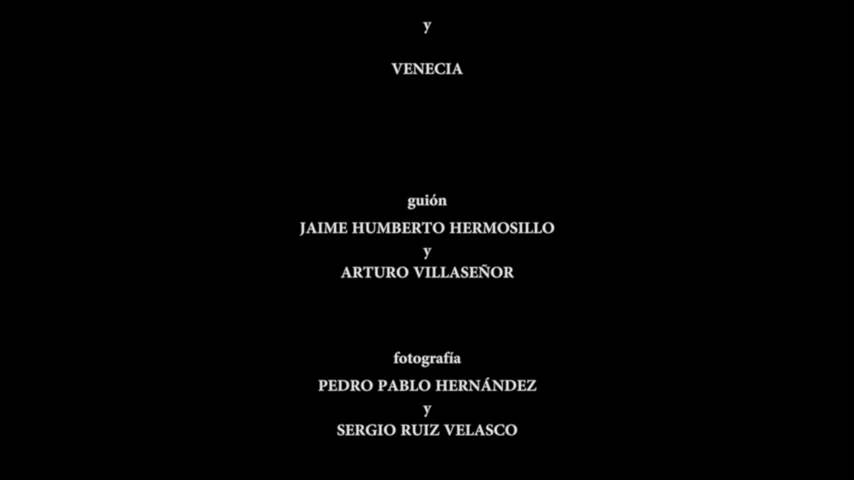 y
VENECIA
guión
JAIME HUMBERTO HERMOSILLO
y
ARTURO VILLASEÑOR
fotografía
PEDRO PABLO HERNÁNDEZ
y
SERGIO RUIZ VELASCO